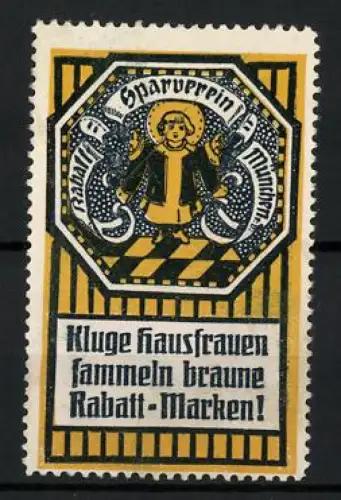 Rabatt
Sparverein!
München.
Kluge Hausfrauen
sammeln braune
Rabatt-Marken!